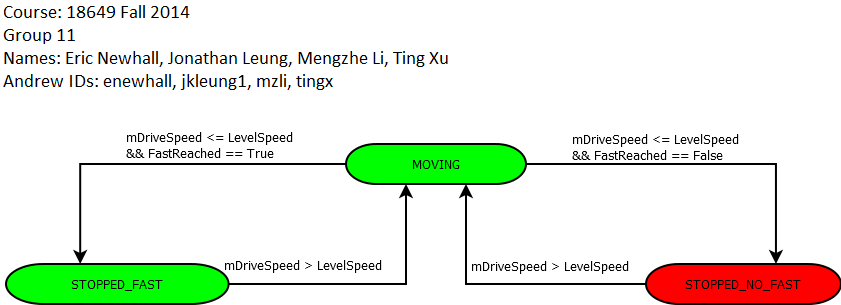 Course: 18649 Fall 2014
Group 11
Names: Eric Newhall, Jonathan Leung, Mengzhe Li, Ting Xu
Andrew IDs: enewhall, jkleung1, mzli, tingx
mDriveSpeed <= LevelSpeed
&& FastReached == True
MOVING
mDriveSpeed <= LevelSpeed
&& FastReached == False
STOPPED_FAST
mDriveSpeed > LevelSpeed
mDriveSpeed > LevelSpeed
STOPPED_NO_FAST